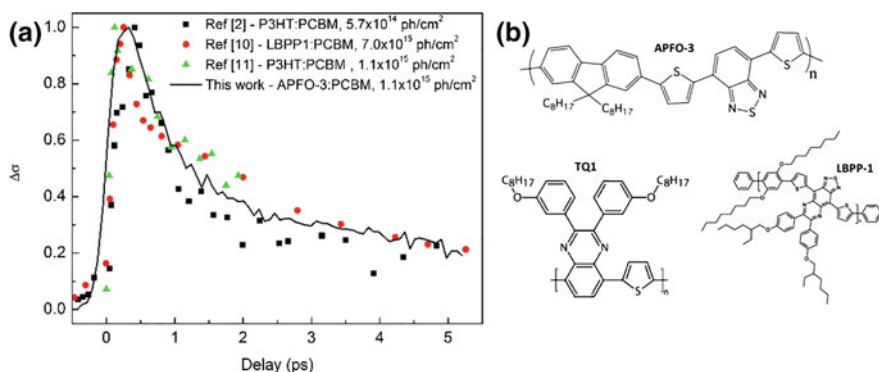 (a)
Ref [2] - P3HT:PCBM, 5.7x10¹⁴ ph/cm²
Ref [10] - LBPP1:PCBM, 7.0x10¹⁵ ph/cm²
Ref [11] - P3HT:PCBM, 1.1x10¹⁵ ph/cm²
This work - APFO-3:PCBM, 1.1x10¹⁵ ph/cm²
Δσ
1.0
0.8
0.6
0.4
0.2
0.0
0 1 2 3 4 5
Delay (ps)
(b)
APFO-3
n
C₈H₁₇
C₈H₁₇
S
S
N N
S
TQ1
C₈H₁₇
O
O
C₈H₁₇
N N
S
n
LBPP-1